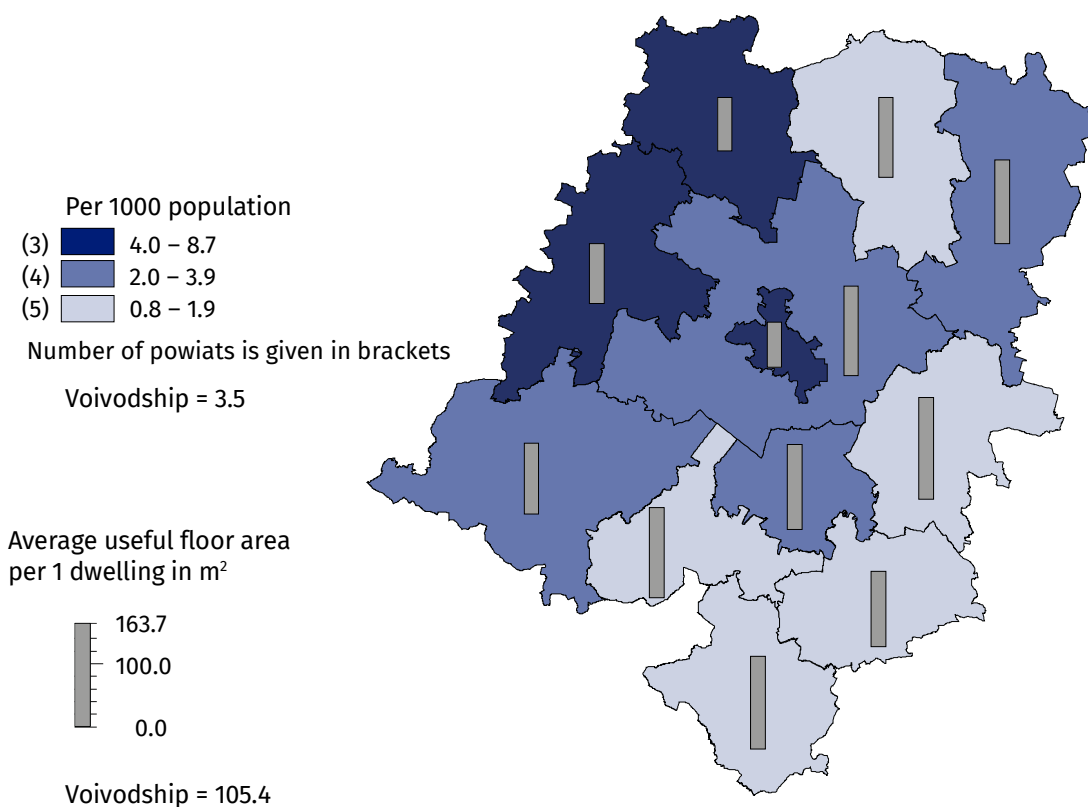 Per 1000 population
(3) 4.0 – 8.7
(4) 2.0 – 3.9
(5) 0.8 – 1.9
Number of powiats is given in brackets
Voivodship = 3.5
Average useful floor area
per 1 dwelling in m²
163.7
100.0
0.0
Voivodship = 105.4